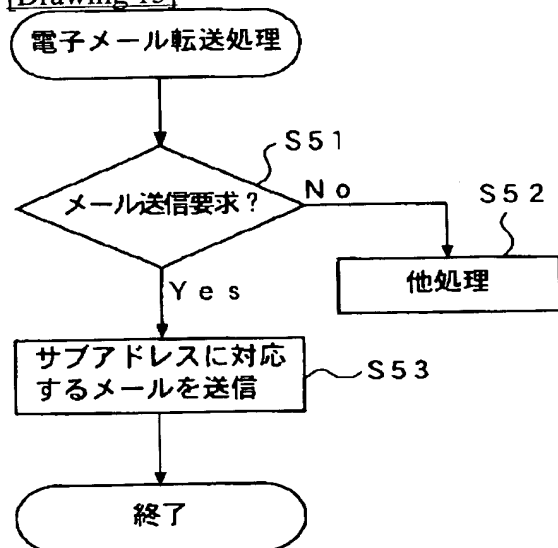 電子メール転送処理
S51
メール送信要求?
No
S52
他処理
Yes
サブアドレスに対応
するメールを送信
S53
終了